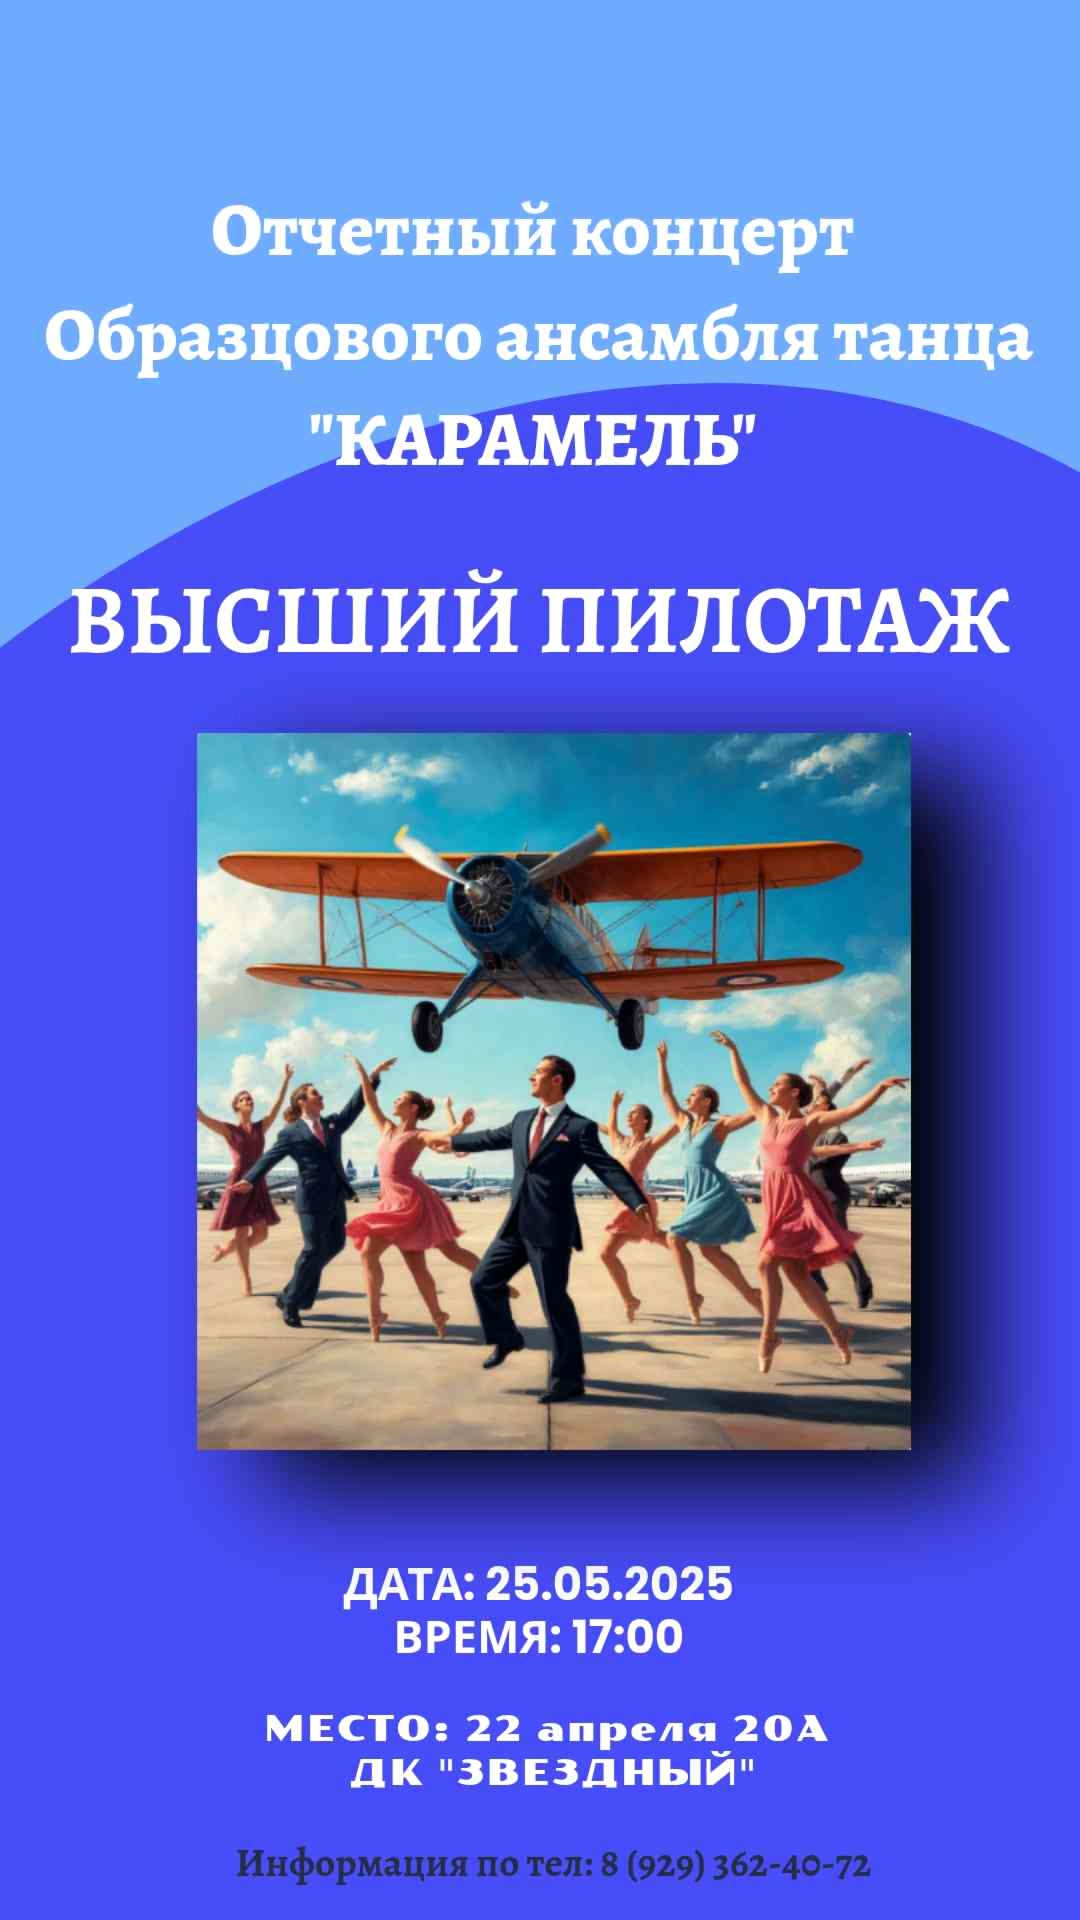 Отчетный концерт
Образцового ансамбля танца
"КАРАМЕЛЬ"
ВЫСШИЙ ПИЛОТАЖ
ДАТА: 25.05.2025
ВРЕМЯ: 17:00
МЕСТО: 22 апреля 20А
ДК "ЗВЕЗДНЫЙ"
Информация по тел: 8 (929) 362-40-72